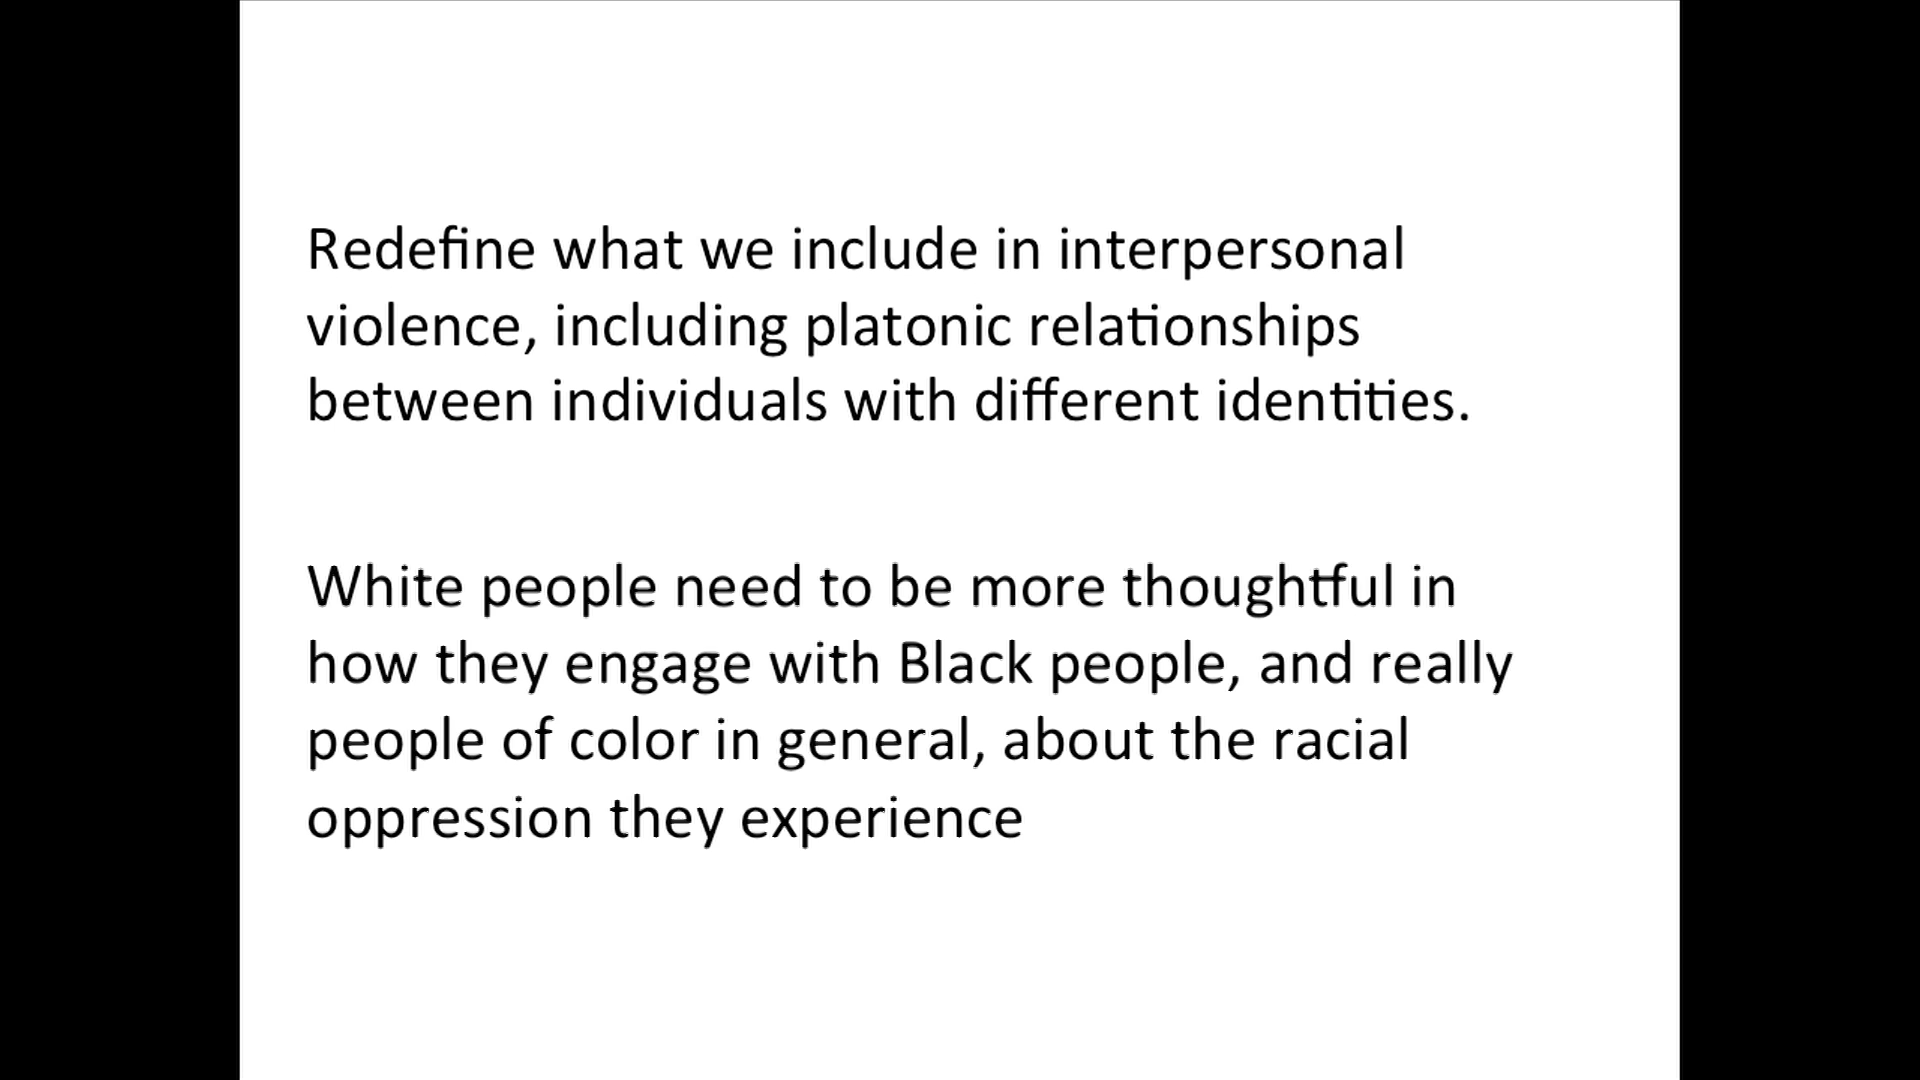 Redefine what we include in interpersonal
violence, including platonic relationships
between individuals with different identities.
White people need to be more thoughtful in
how they engage with Black people, and really
people of color in general, about the racial
oppression they experience